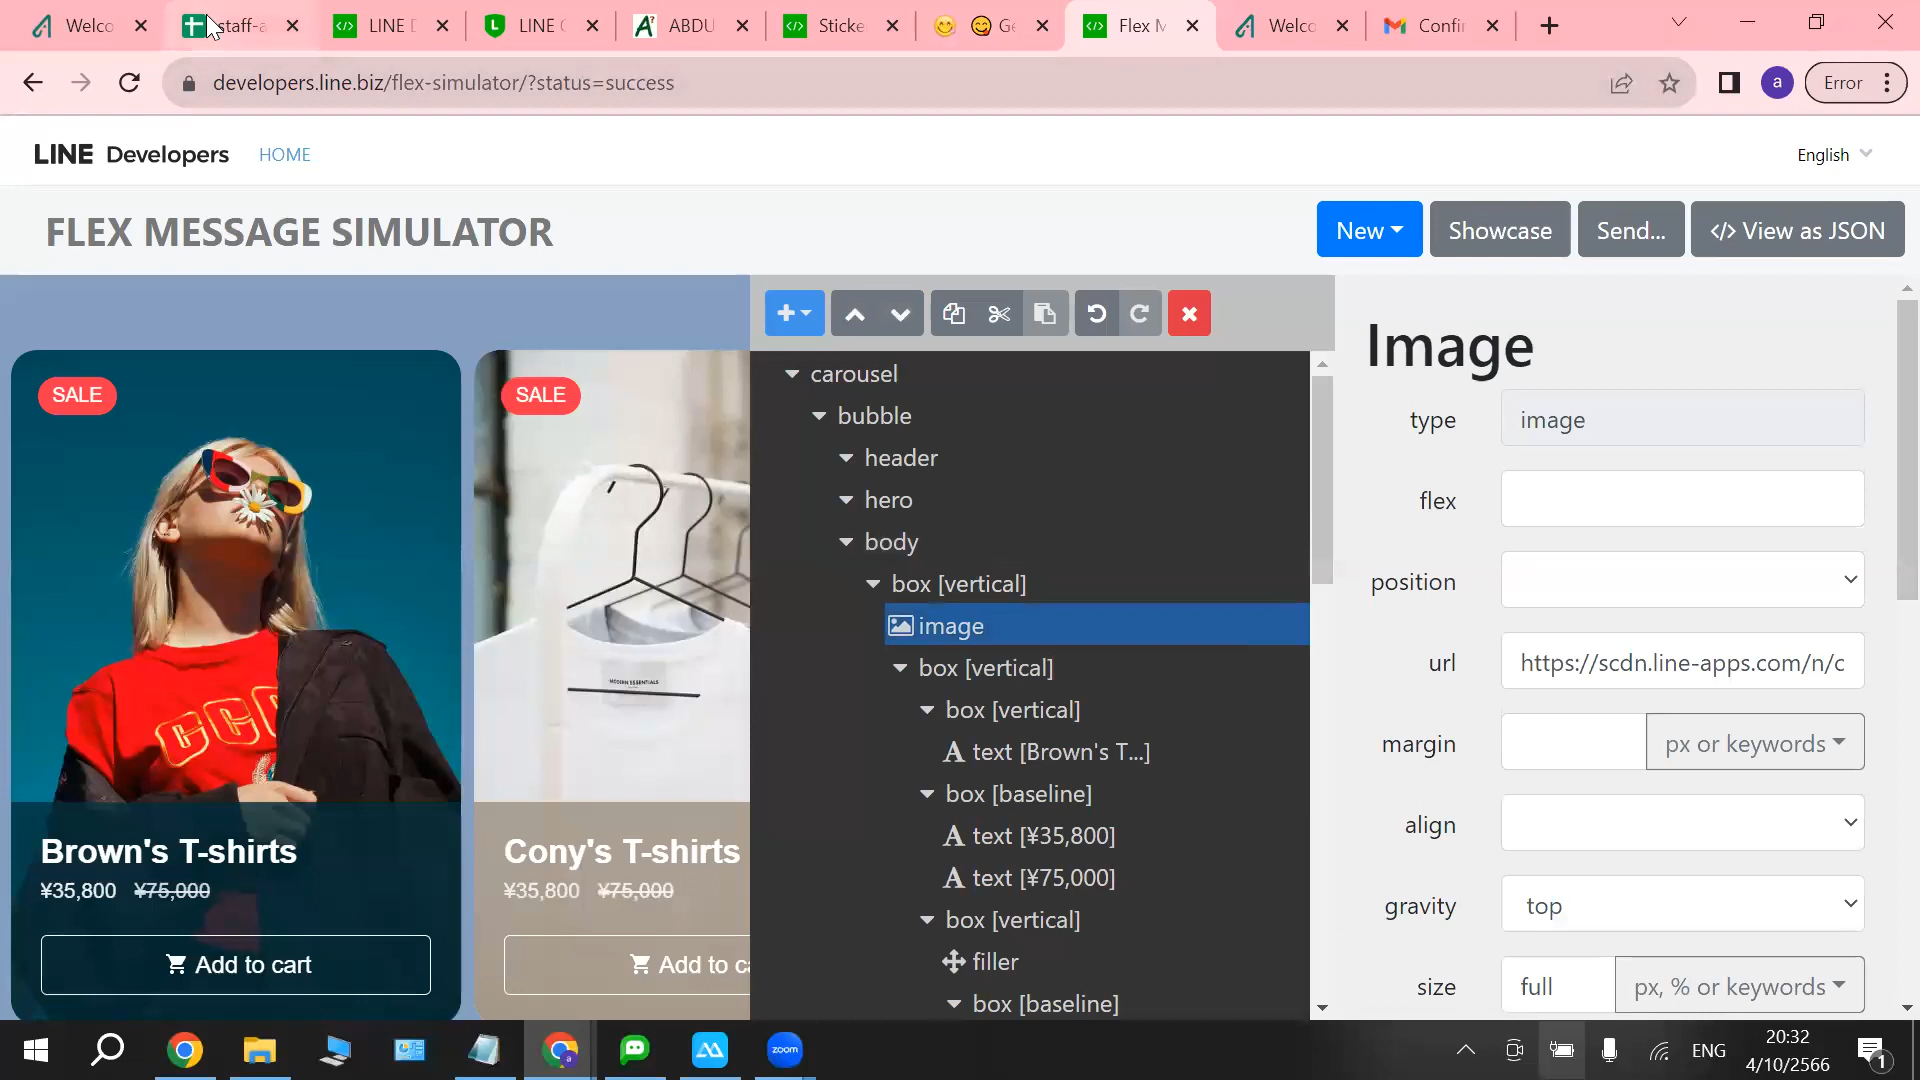 Welco
staff-a
LINE D
LINE C
ABDU
Sticke
Ge
Flex M
Welco
Confir
developers.line.biz/flex-simulator/?status=success
a
Error
LINE Developers
HOME
English
FLEX MESSAGE SIMULATOR
New
Showcase
Send...
</> View as JSON
SALE
SALE
MODERN ESSENTIALS
Brown's T-shirts
¥35,800 ¥75,000
Add to cart
Cony's T-shirts
¥35,800 ¥75,000
Add to ca
carousel
bubble
header
hero
body
box [vertical]
image
box [vertical]
box [vertical]
text [Brown's T...]
box [baseline]
text [¥35,800]
text [¥75,000]
box [vertical]
filler
box [baseline]
Image
type image
flex
position
url https://scdn.line-apps.com/n/c
margin px or keywords
align
gravity top
size full px, % or keywords
zoom
ENG
20:32
4/10/2566
1